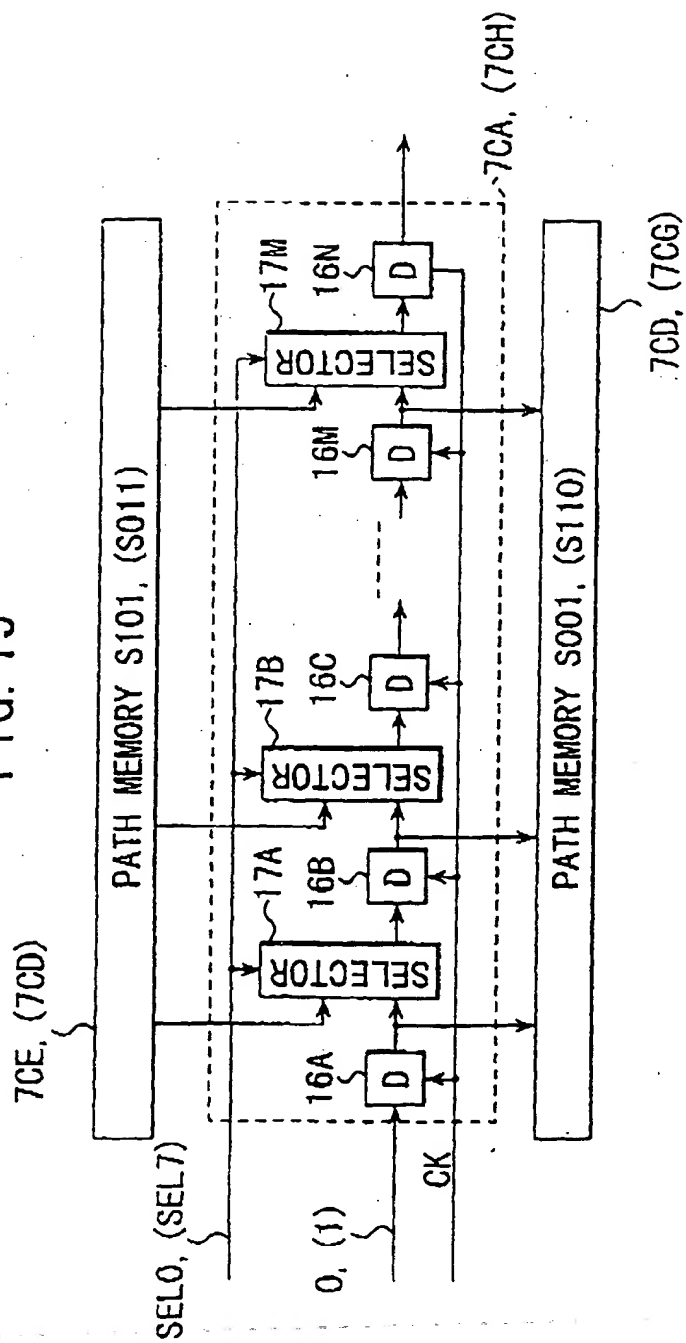 FIG. 15
7CE, (7CD)
PATH MEMORY S101, (S011)
SEL0, (SEL7)
17A
17B
17M
SELECTOR
SELECTOR
SELECTOR
16A
16B
16C
16M
16N
D
D
D
D
D
0, (1)
CK
7CA, (7CH)
PATH MEMORY S001, (S110)
7CD, (7CG)